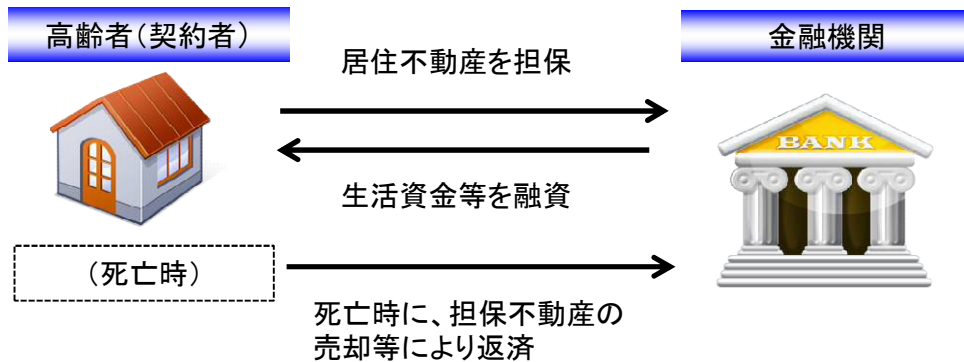 高齢者（契約者）
金融機関
居住不動産を担保
BANK
生活資金等を融資
（死亡時）
死亡時に、担保不動産の
売却等により返済